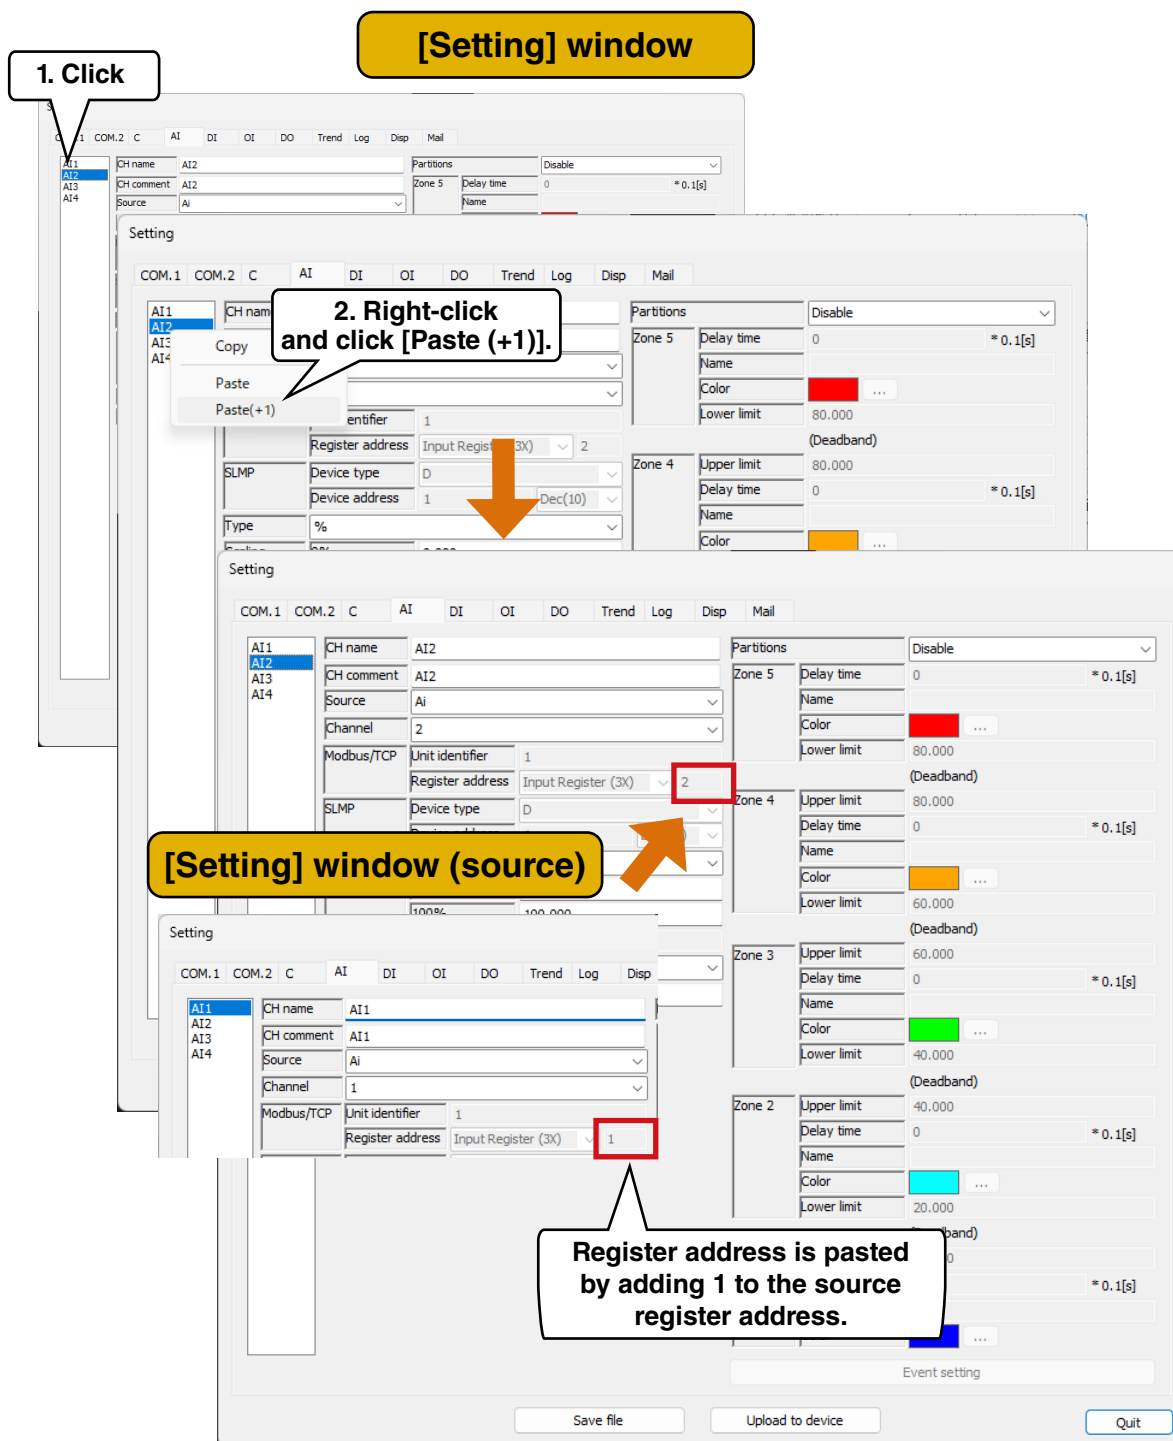 [Setting] window
1. Click
COM.2 C AI DI OI DO Trend Log Disp Mail
AI1
AI2
AI3
AI4
CH name AI2
CH comment AI2
Source Ai
Partitions Disable
Zone 5 Delay time 0 * 0.1[s]
Name
Setting
COM.1 COM.2 C AI DI OI DO Trend Log Disp Mail
2. Right-click
and click [Paste (+1)].
AI1
AI2
Copy
Paste
Paste(+1)
Register address Input Regist (3X) 2
SLMP Device type D
Device address 1 Dec(10)
Type %
Partitions Disable
Zone 5 Delay time 0 * 0.1[s]
Name
Color ...
Lower limit 80.000
(Deadband)
Zone 4 Upper limit 80.000
Delay time 0 * 0.1[s]
Name
Color ...
Setting
COM.1 COM.2 C AI DI OI DO Trend Log Disp Mail
AI1
AI2
AI3
AI4
CH name AI2
CH comment AI2
Source Ai
Channel 2
Modbus/TCP Unit identifier 1
Register address Input Register (3X) 2
SLMP Device type D
100% 100.000
Partitions Disable
Zone 5 Delay time 0 * 0.1[s]
Name
Color ...
Lower limit 80.000
(Deadband)
Zone 4 Upper limit 80.000
Delay time 0 * 0.1[s]
Name
Color ...
Lower limit 60.000
(Deadband)
Zone 3 Upper limit 60.000
Delay time 0 * 0.1[s]
Name
Color ...
Lower limit 40.000
(Deadband)
Zone 2 Upper limit 40.000
Delay time 0 * 0.1[s]
Name
Color ...
Lower limit 20.000
* 0.1[s]
...
[Setting] window (source)
Setting
COM.1 COM.2 C AI DI OI DO Trend Log Disp
AI1
AI2
AI3
AI4
CH name AI1
CH comment AI1
Source Ai
Channel 1
Modbus/TCP Unit identifier 1
Register address Input Register (3X) 1
Register address is pasted
by adding 1 to the source
register address.
Event setting
Save file
Upload to device
Quit